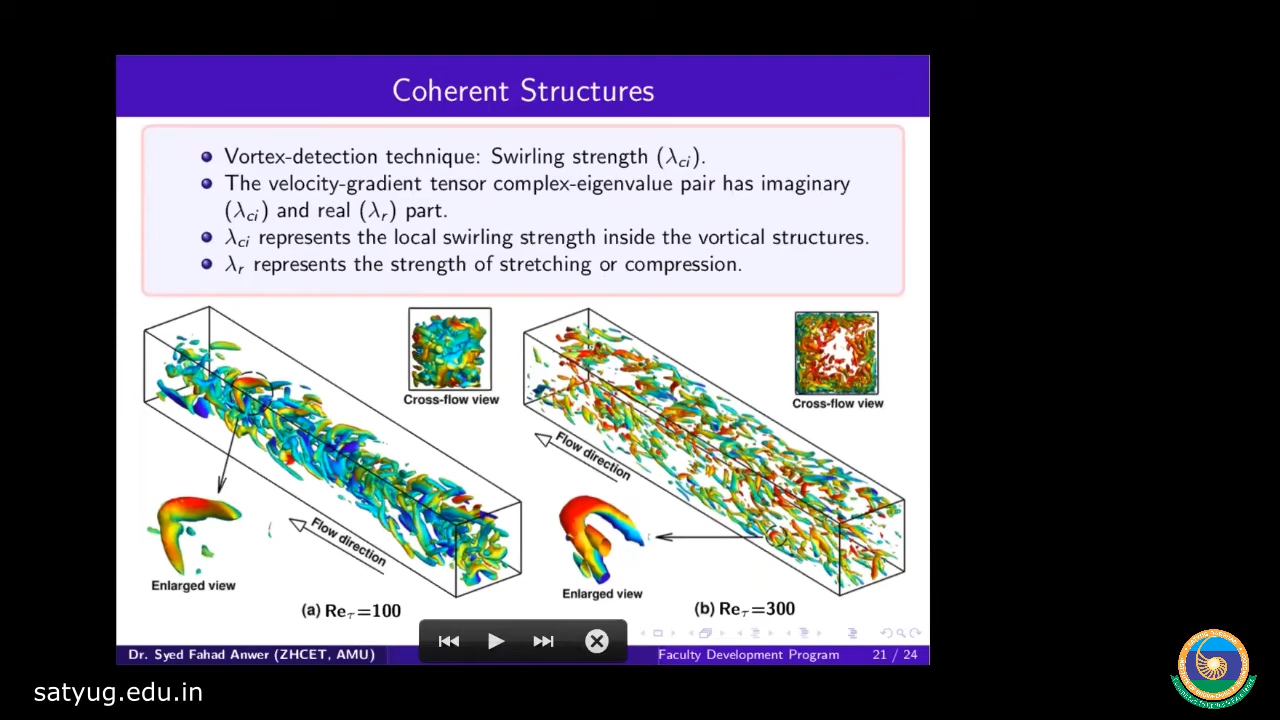 Coherent Structures
Vortex-detection technique: Swirling strength (λci).
The velocity-gradient tensor complex-eigenvalue pair has imaginary
(λci) and real (λr) part.
λci represents the local swirling strength inside the vortical structures.
λr represents the strength of stretching or compression.
Cross-flow view
Flow direction
Enlarged view
(a) Reτ=100
Cross-flow view
Flow direction
Enlarged view
(b) Reτ=300
Dr. Syed Fahad Anwer (ZHCET, AMU)
Faculty Development Program
21 / 24
satyug.edu.in